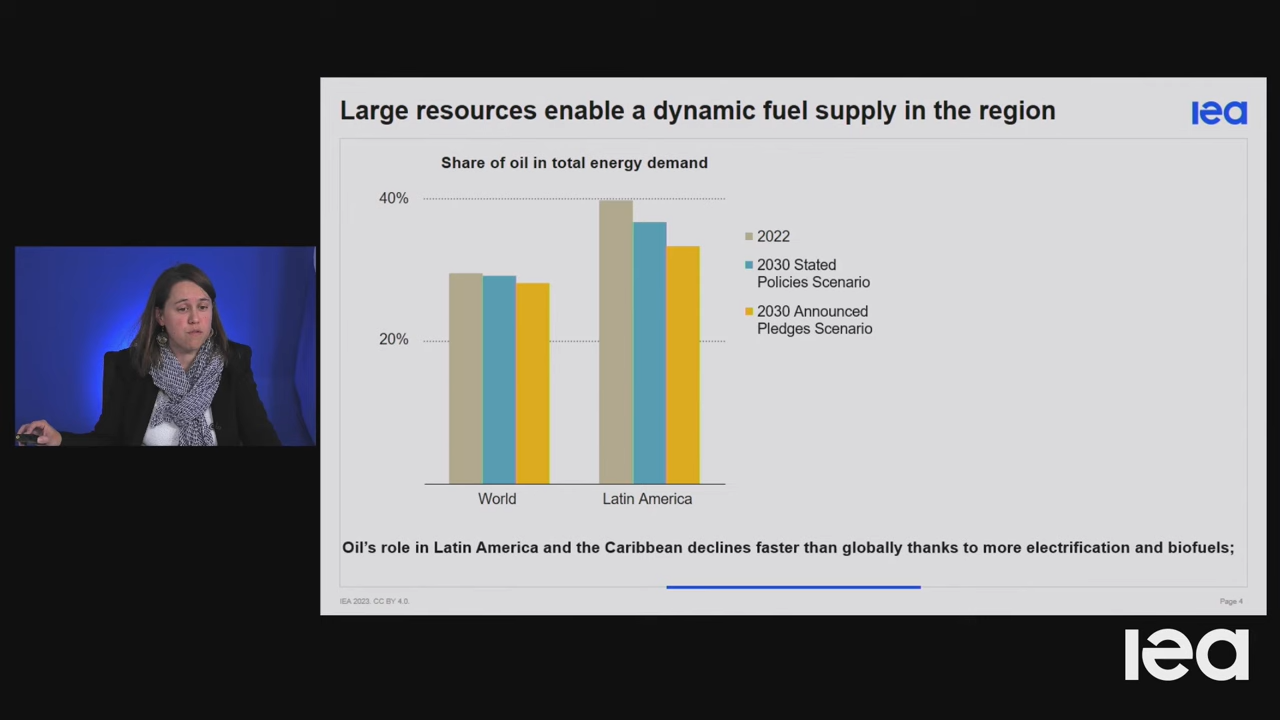 Large resources enable a dynamic fuel supply in the region
iea
Share of oil in total energy demand
40%
20%
2022
2030 Stated
Policies Scenario
2030 Announced
Pledges Scenario
World
Latin America
Oil's role in Latin America and the Caribbean declines faster than globally thanks to more electrification and biofuels;
IEA 2023. CC BY 4.0.
Page 4
iea